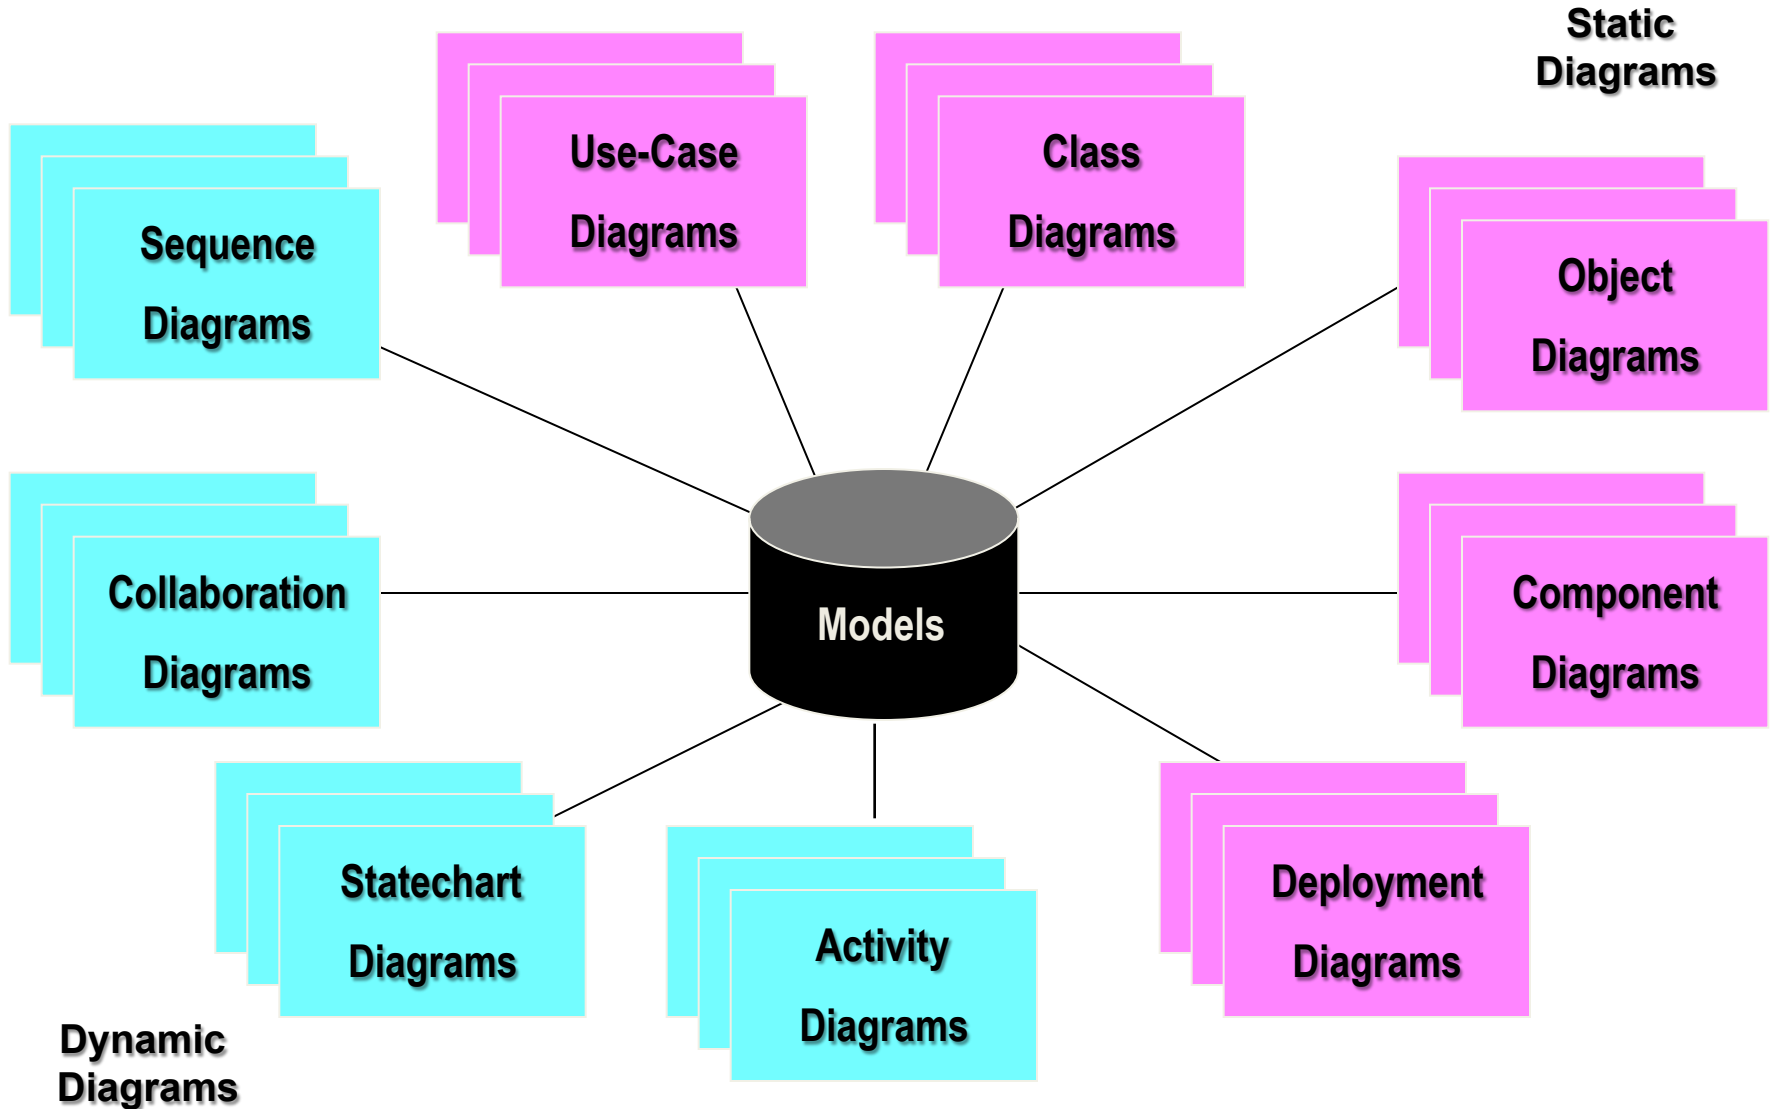 Static
Diagrams
Use-Case
Diagrams
Class
Diagrams
Sequence
Diagrams
Object
Diagrams
Collaboration
Diagrams
Models
Component
Diagrams
Statechart
Diagrams
Activity
Diagrams
Deployment
Diagrams
Dynamic
Diagrams